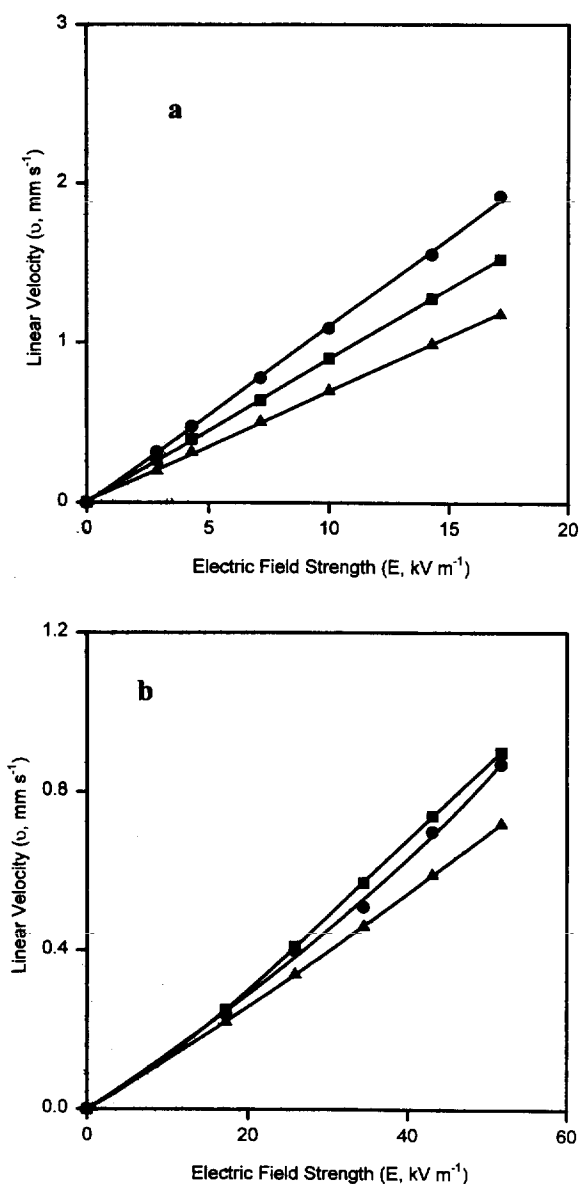 3
a
2
Linear Velocity (υ, mm s⁻¹)
1
0
.0
5
10
15
20
Electric Field Strength (E, kV m⁻¹)
1.2
b
0.8
Linear Velocity (υ, mm s⁻¹)
0.4
0.0
0
20
40
60
Electric Field Strength (E, kV m⁻¹)